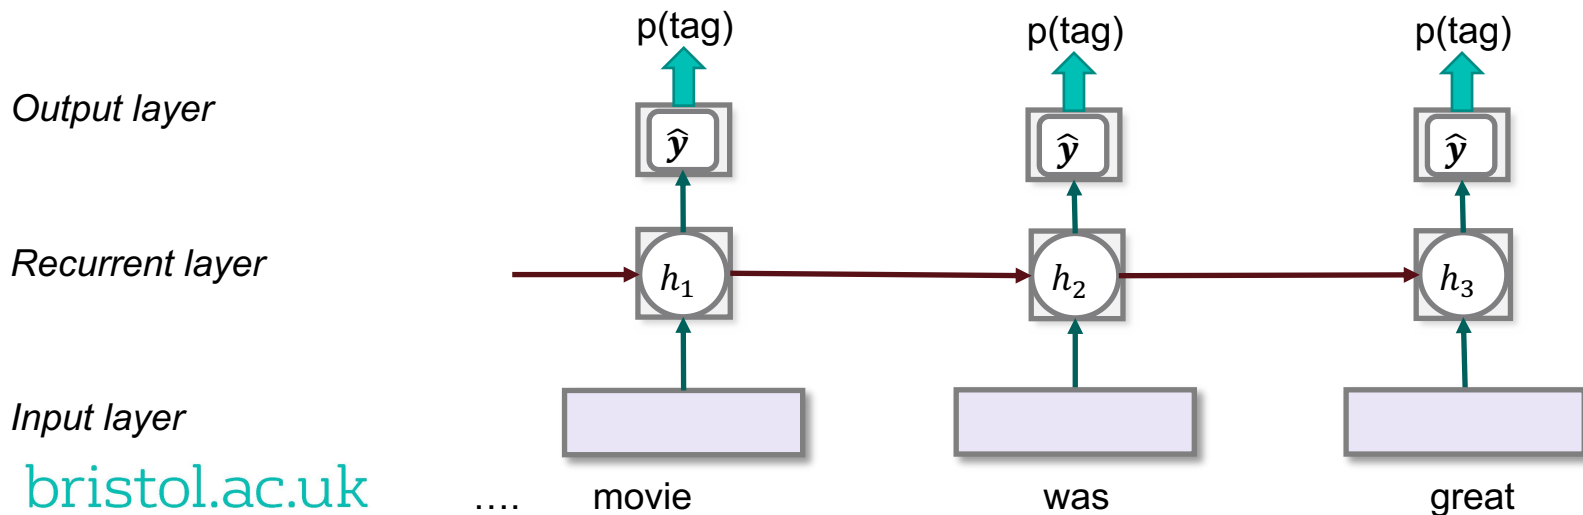 p(tag) p(tag) p(tag)
Output layer
ŷ ŷ ŷ
Recurrent layer
h₁ h₂ h₃
Input layer
bristol.ac.uk
.... movie was great